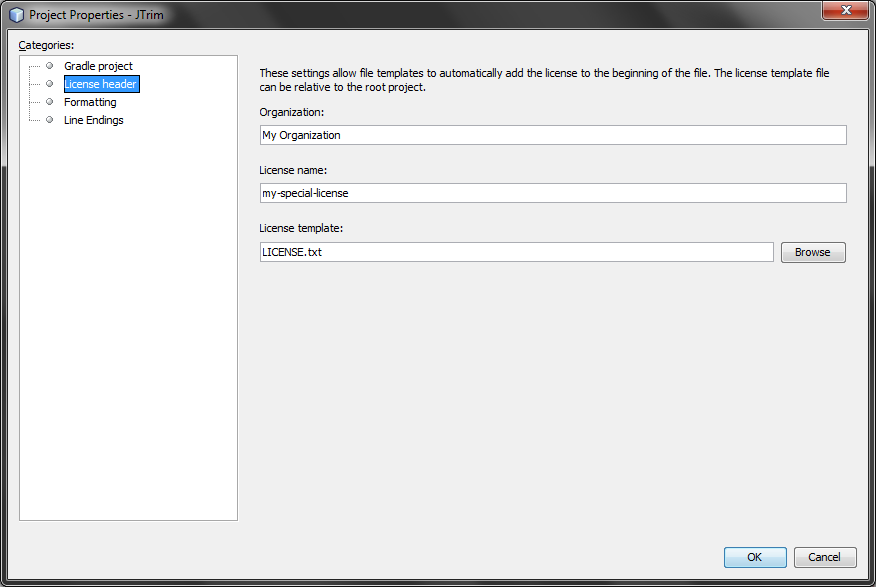 Project Properties - JTrim
Categories:
Gradle project
License header
Formatting
Line Endings
These settings allow file templates to automatically add the license to the beginning of the file. The license template file
can be relative to the root project.
Organization:
My Organization
License name:
my-special-license
License template:
LICENSE.txt
Browse
OK
Cancel